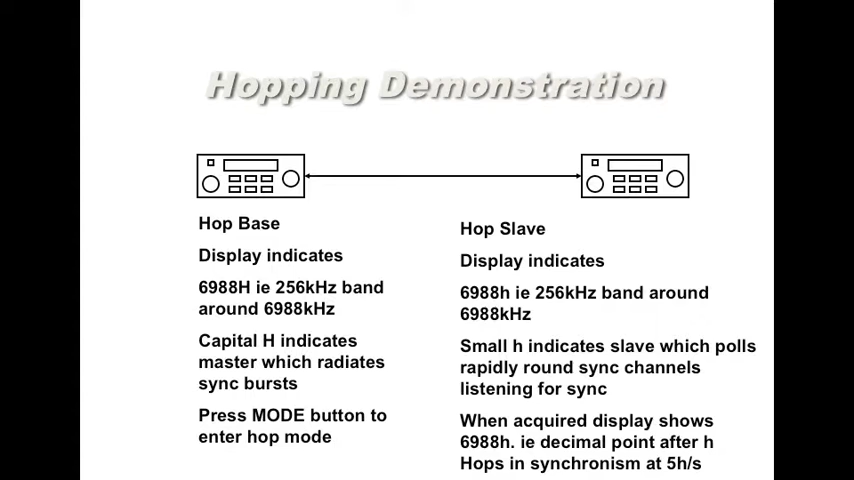 Hopping Demonstration
Hop Base
Display indicates
6988H ie 256kHz band
around 6988kHz
Capital H indicates
master which radiates
sync bursts
Press MODE button to
enter hop mode
Hop Slave
Display indicates
6988h ie 256kHz band around
6988kHz
Small h indicates slave which polls
rapidly round sync channels
listening for sync
When acquired display shows
6988h. ie decimal point after h
Hops in synchronism at 5h/s